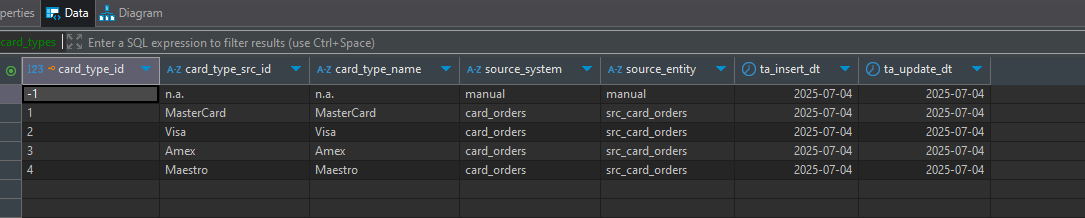 perties Data Diagram
card_types Enter a SQL expression to filter results (use Ctrl+Space)
123 card_type_id A-Z card_type_src_id A-Z card_type_name A-Z source_system A-Z source_entity ta_insert_dt ta_update_dt
-1 n.a. n.a. manual manual 2025-07-04 2025-07-04
1 MasterCard MasterCard card_orders src_card_orders 2025-07-04 2025-07-04
2 Visa Visa card_orders src_card_orders 2025-07-04 2025-07-04
3 Amex Amex card_orders src_card_orders 2025-07-04 2025-07-04
4 Maestro Maestro card_orders src_card_orders 2025-07-04 2025-07-04